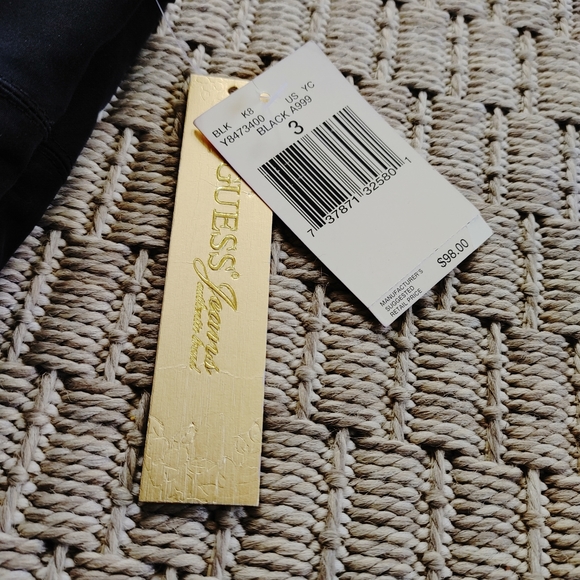 GUESS
Jeans
BLK K8 US YC
Y8473400
BLACK A999
3
7 37871 32580 1
$98.00
MANUFACTURER'S
SUGGESTED
RETAIL PRICE